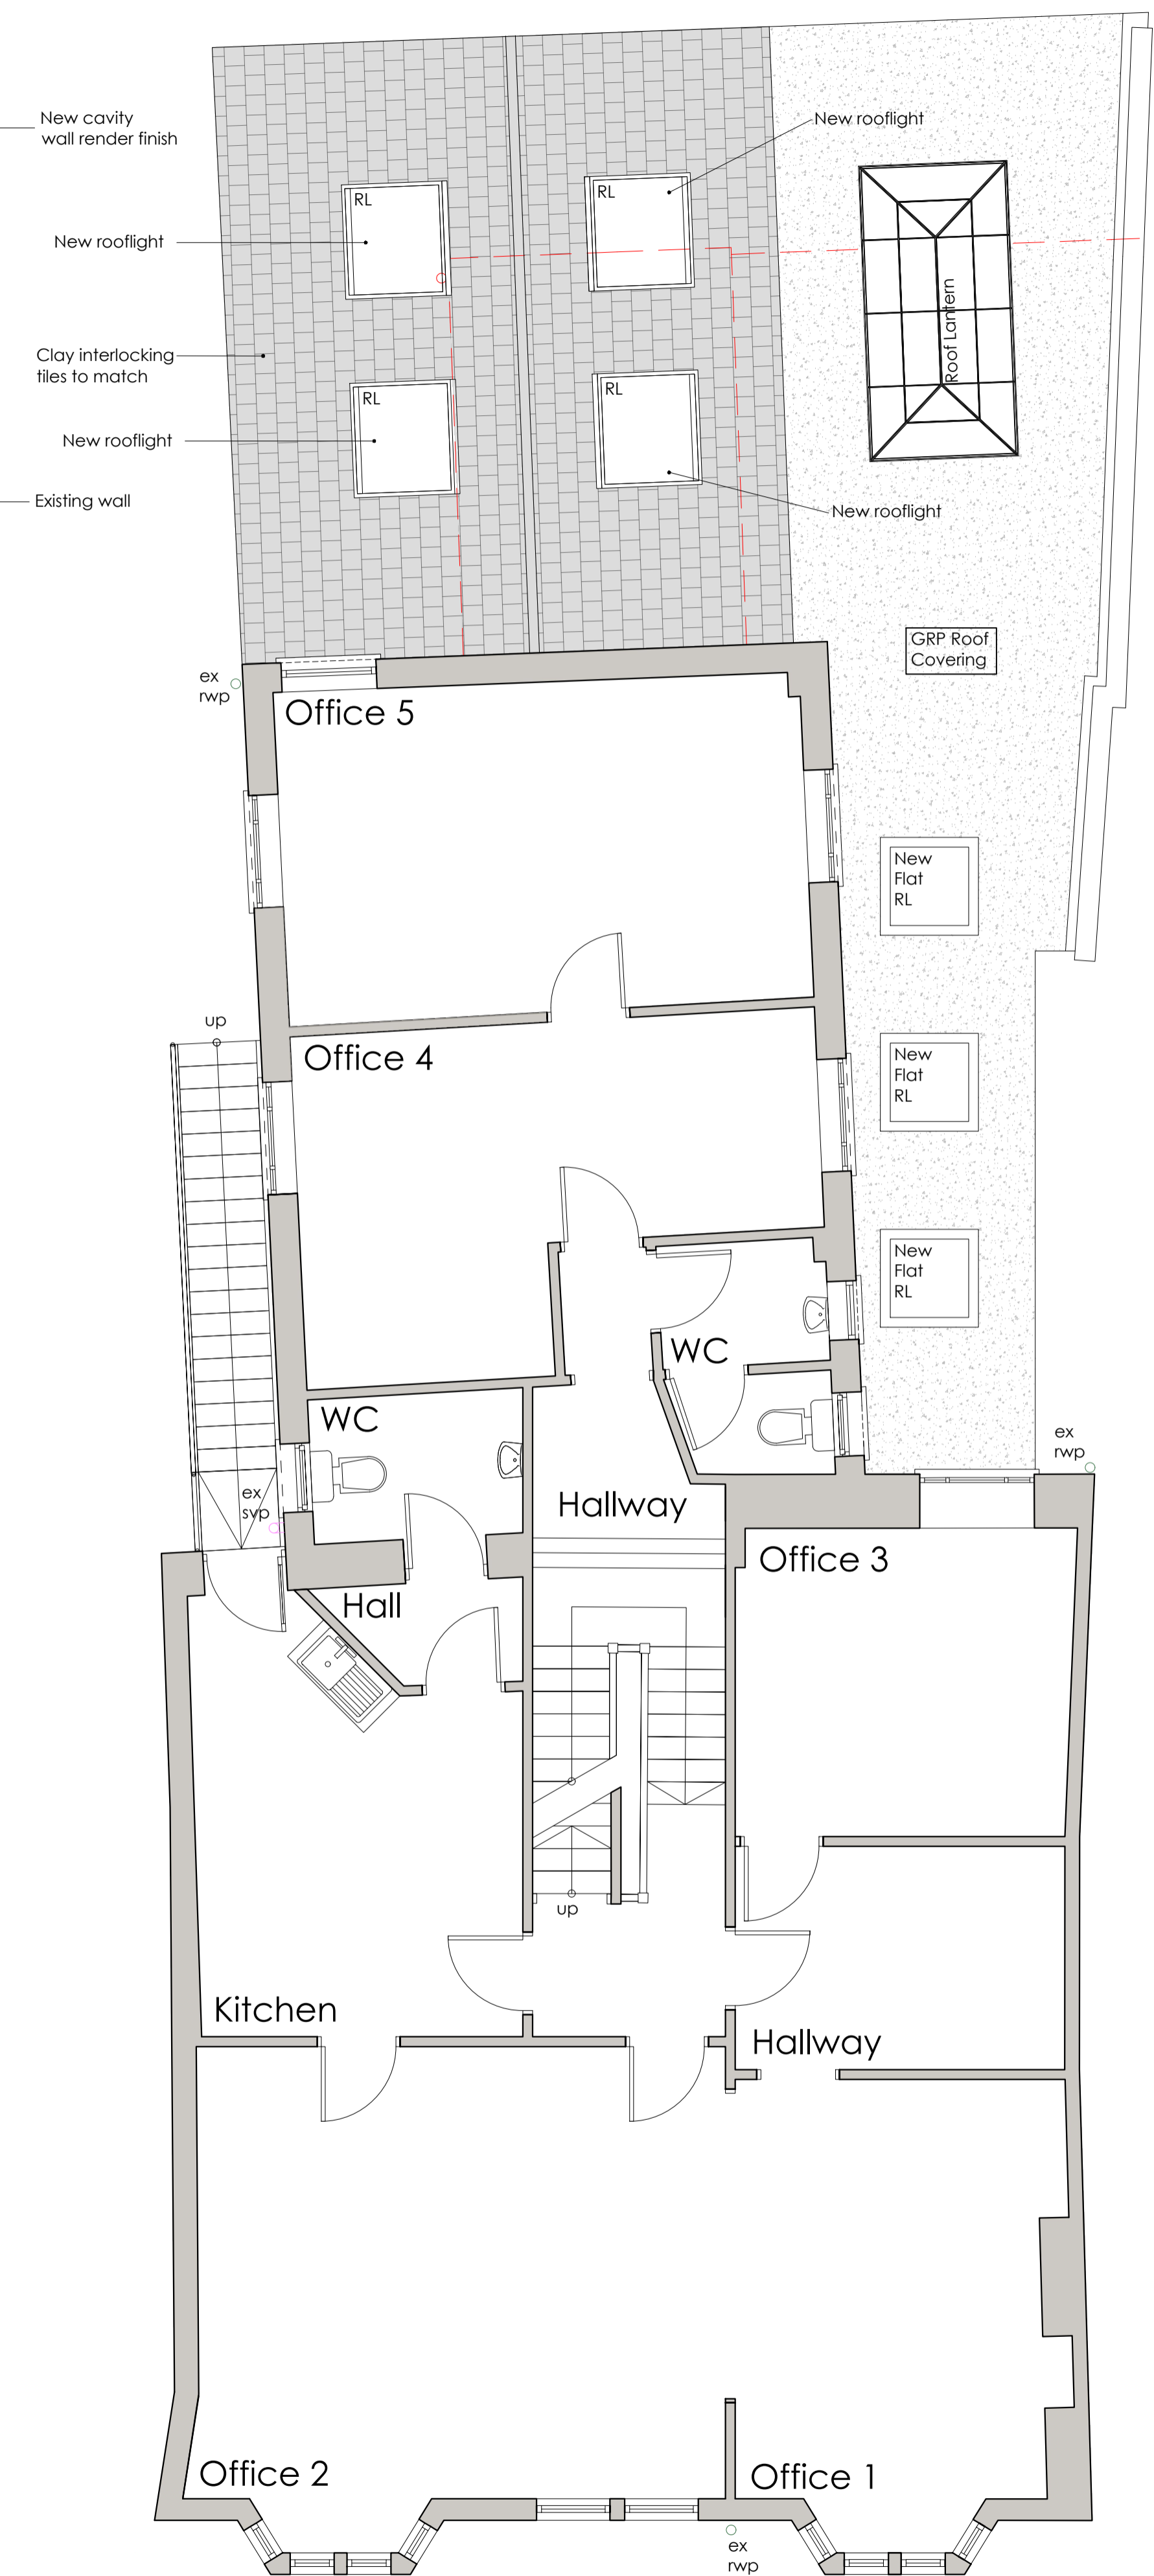 New cavity
wall render finish
New rooflight
RL
RL
New rooflight
Roof Lantern
Clay interlocking
tiles to match
RL
RL
New rooflight
Existing wall
New rooflight
GRP Roof
Covering
ex
rwp
Office 5
New
Flat
RL
up
Office 4
New
Flat
RL
New
Flat
RL
WC
WC
ex
rwp
ex
svp
Hallway
Office 3
Hall
up
Kitchen
Hallway
Office 2
Office 1
ex
rwp